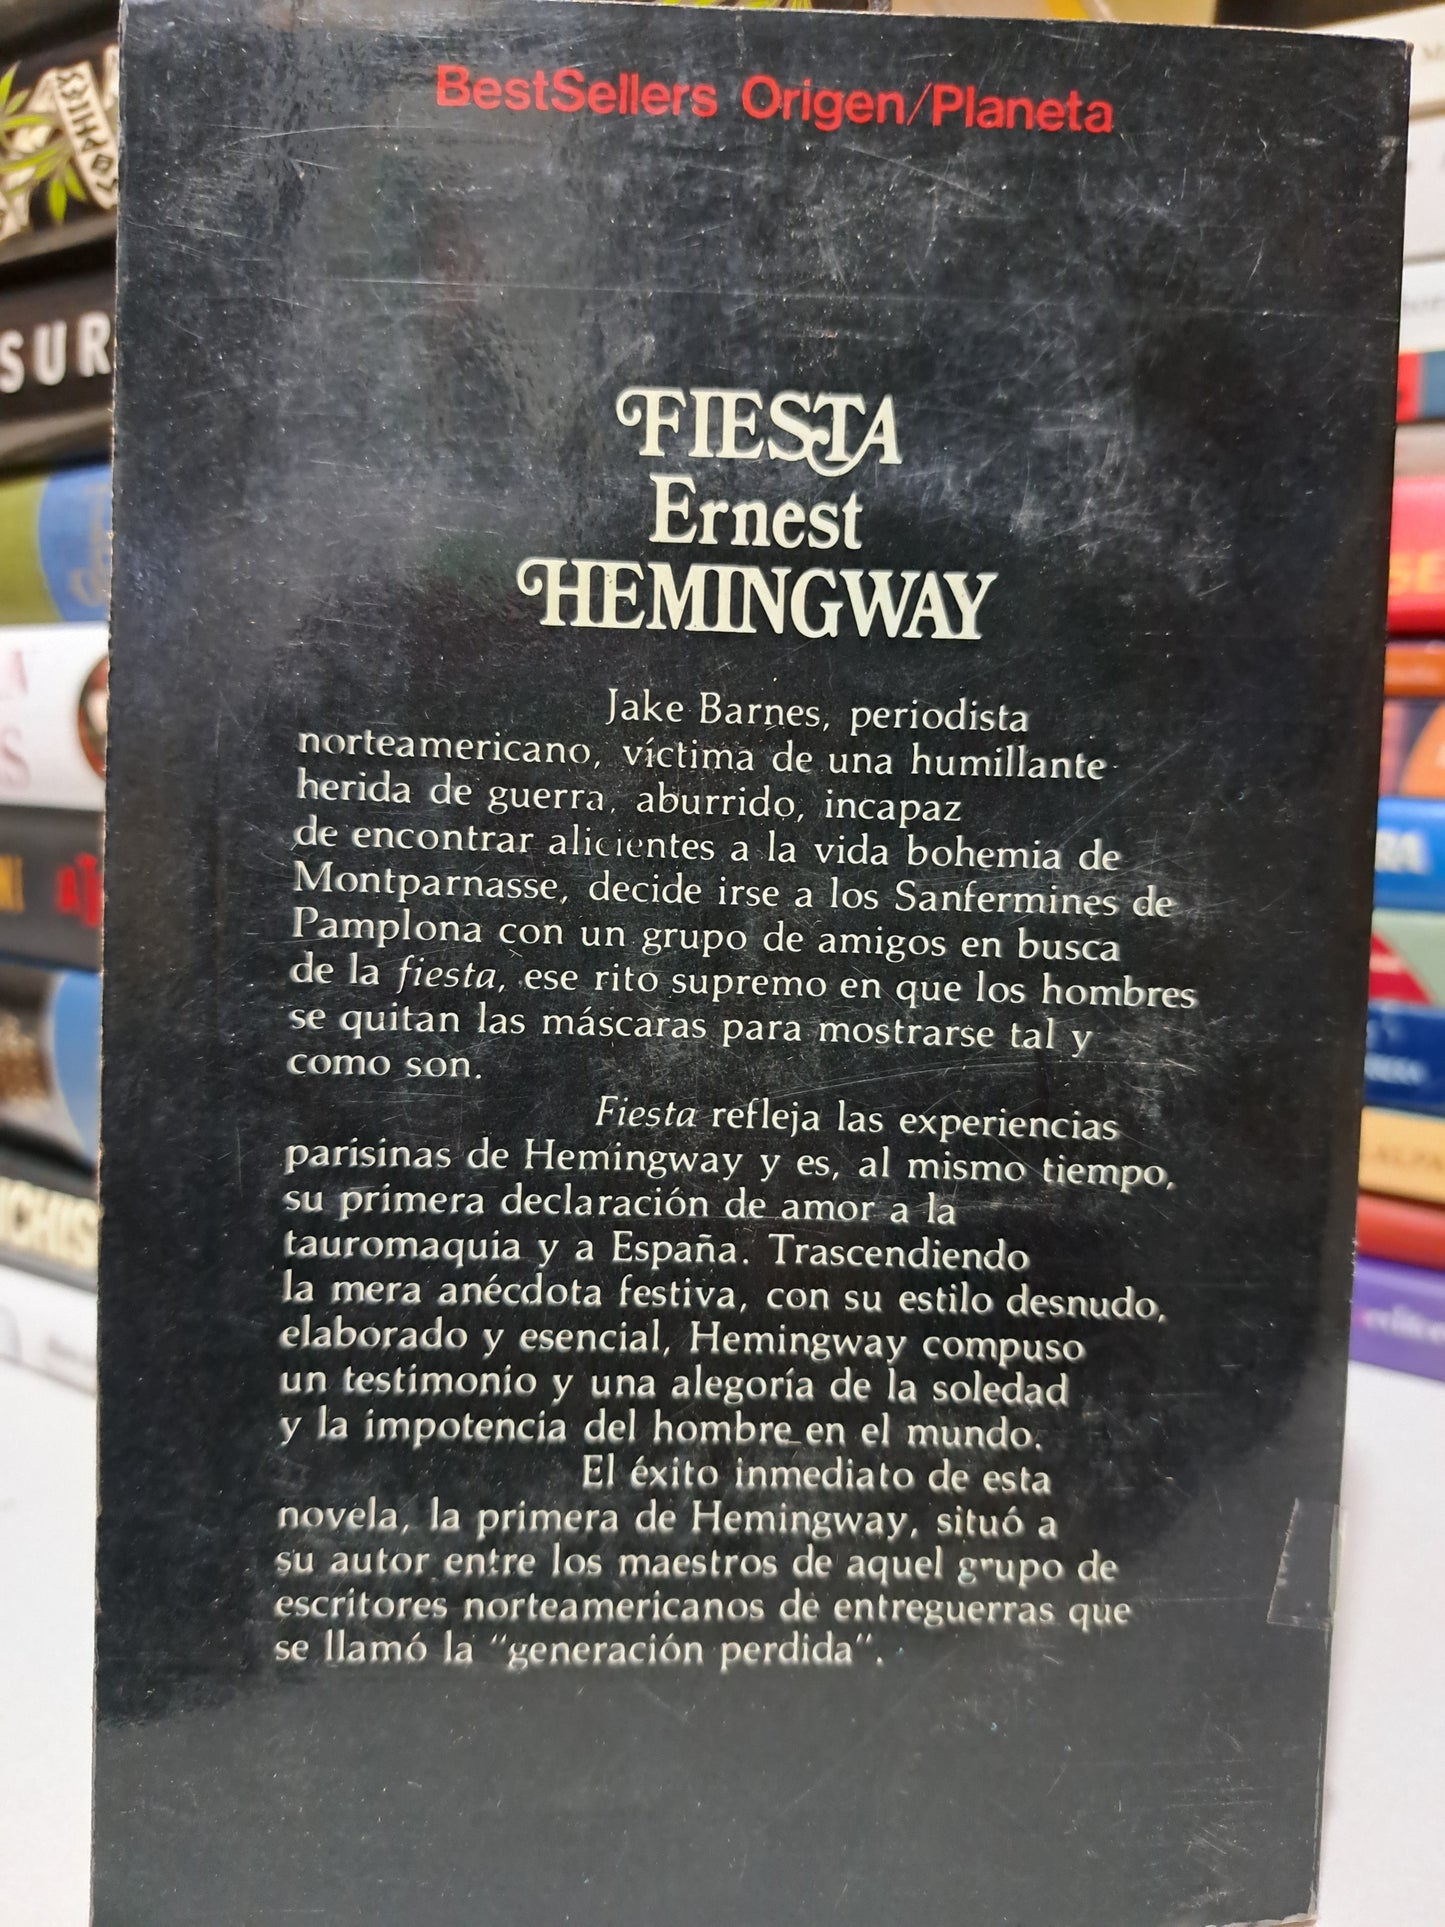 BestSellers Origen/Planeta
FIESTA
Ernest
HEMINGWAY
Jake Barnes, periodista
norteamericano, víctima de una humillante
herida de guerra, aburrido, incapaz
de encontrar alicientes a la vida bohemia de
Montparnasse, decide irse a los Sanfermines de
Pamplona con un grupo de amigos en busca
de la fiesta, ese rito supremo en que los hombres
se quitan las máscaras para mostrarse tal y
como son.
Fiesta refleja las experiencias
parisinas de Hemingway y es, al mismo tiempo,
su primera declaración de amor a la
tauromaquia y a España. Trascendiendo
la mera anécdota festiva, con su estilo desnudo,
elaborado y esencial, Hemingway compuso
un testimonio y una alegoría de la soledad
y la impotencia del hombre en el mundo.
El éxito inmediato de esta
novela, la primera de Hemingway, situó a
su autor entre los maestros de aquel grupo de
escritores norteamericanos de entreguerras que
se llamó la "generación perdida".
SUR